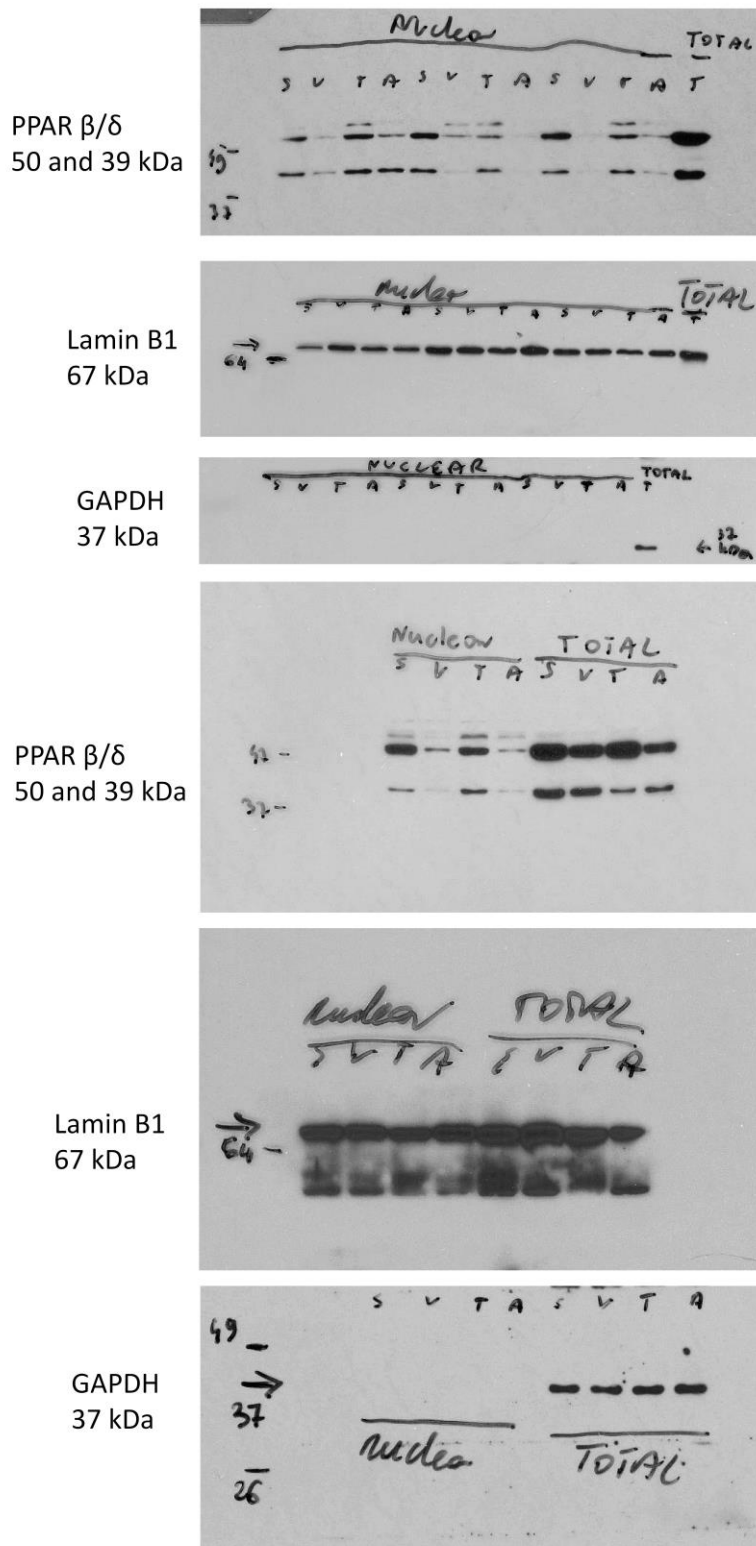 Nuclear TOTAL
S V T A S V T A S V T A T
PPAR β/δ
50 and 39 kDa
49
37
Nuclear TOTAL
S V T A S V T A S V T A T
Lamin B1
67 kDa
64
NUCLEAR TOTAL
S V T A S V T A S V T A T
GAPDH
37 kDa
37
kDa
Nuclear TOTAL
S V T A S V T A
PPAR β/δ
50 and 39 kDa
37
nuclear TOTAL
S V T A S V T A
Lamin B1
67 kDa
64
S V T A S V T A
49
GAPDH
37 kDa
37
nuclear TOTAL
26